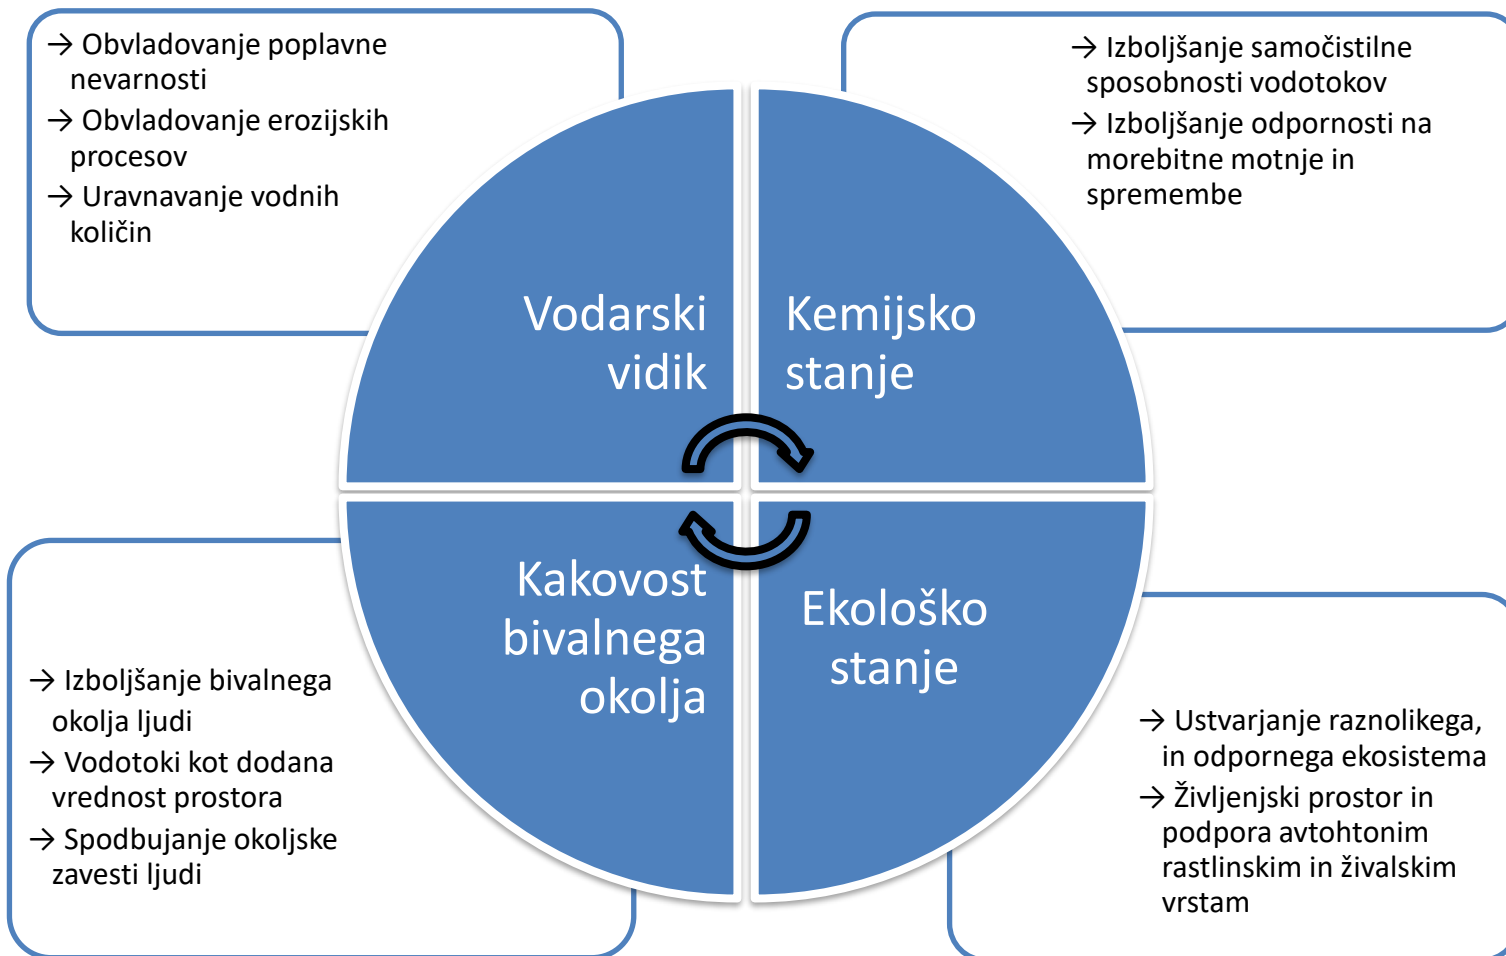 → Obvladovanje poplavne
nevarnosti
→ Obvladovanje erozijskih
procesov
→ Uravnavanje vodnih
količin
→ Izboljšanje samočistilne
sposobnosti vodotokov
→ Izboljšanje odpornosti na
morebitne motnje in
spremembe
Vodarski
vidik
Kemijsko
stanje
Kakovost
bivalnega
okolja
Ekološko
stanje
→ Izboljšanje bivalnega
okolja ljudi
→ Vodotoki kot dodana
vrednost prostora
→ Spodbujanje okoljske
zavesti ljudi
→ Ustvarjanje raznolikega,
in odpornega ekosistema
→ Življenjski prostor in
podpora avtohtonim
rastlinskim in živalskim
vrstam